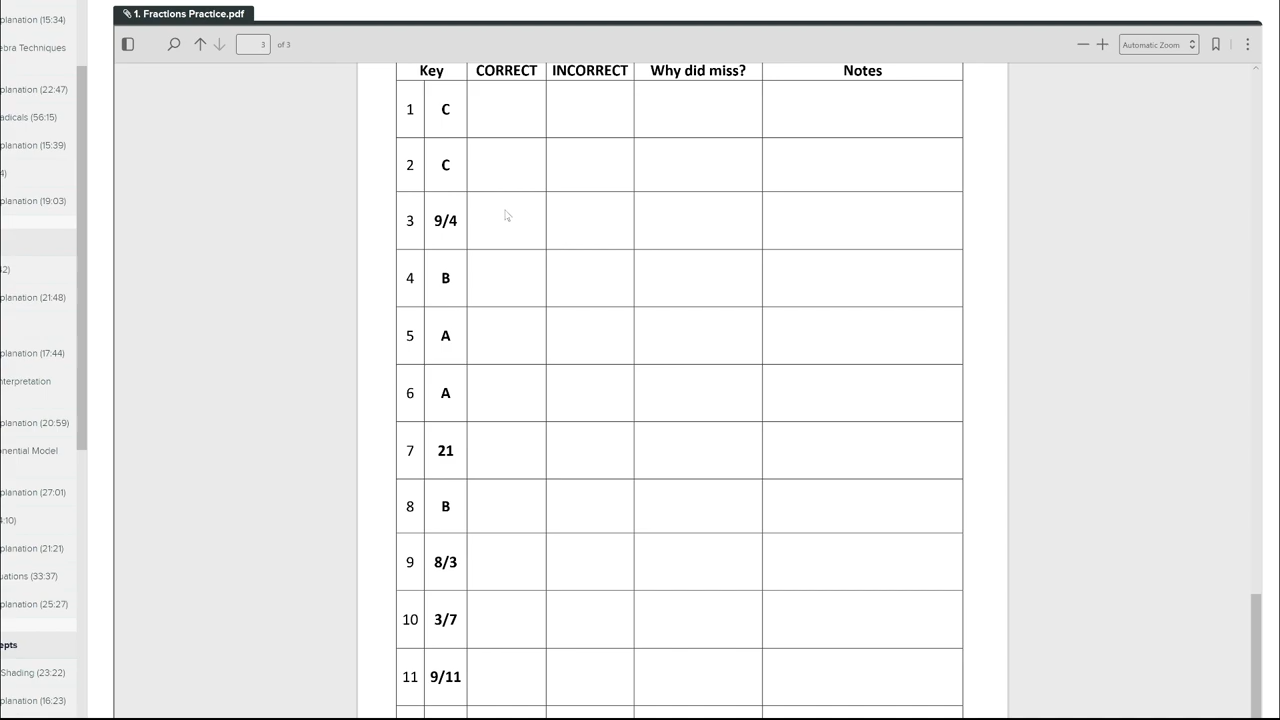 planation (15:34)
ebra Techniques
planation (22:47)
adicals (56:15)
planation (15:39)
4)
planation (19:03)
42)
planation (21:48)
planation (17:44)
nterpretation
planation (20:59)
onential Model
planation (27:01)
4:10)
planation (21:21)
uations (33:37)
planation (25:27)
epts
Shading (23:22)
planation (16:23)
1. Fractions Practice.pdf
3 of 3
Automatic Zoom
Key CORRECT INCORRECT Why did miss? Notes
1 C
2 C
3 9/4
4 B
5 A
6 A
7 21
8 B
9 8/3
10 3/7
11 9/11